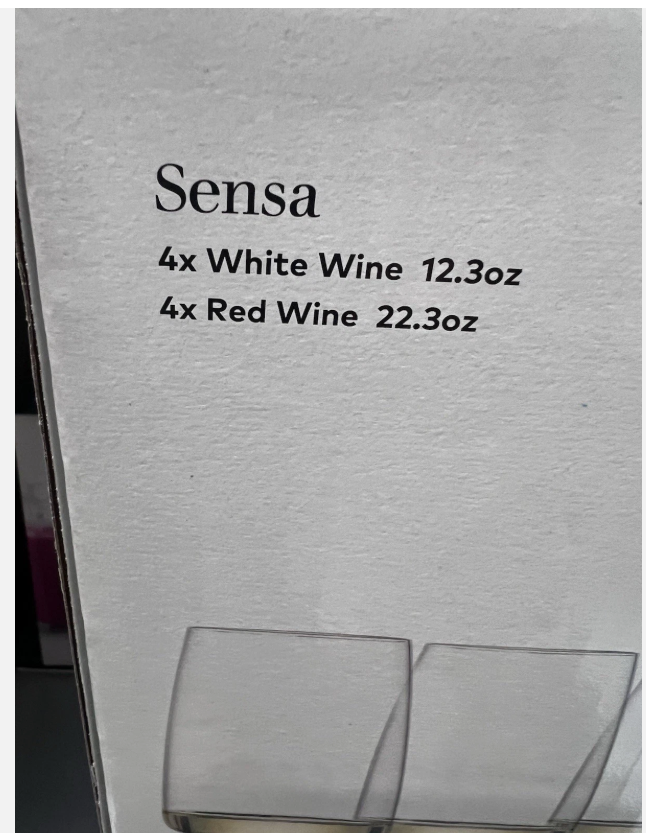 Sensa
4x White Wine 12.3oz
4x Red Wine 22.3oz